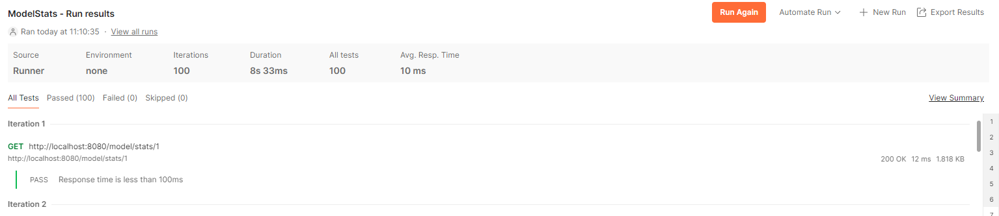 ModelStats - Run results
Run Again
Automate Run
New Run
Export Results
Ran today at 11:10:35 · View all runs
Source Environment Iterations Duration All tests Avg. Resp. Time
Runner none 100 8s 33ms 100 10 ms
All Tests Passed (100) Failed (0) Skipped (0) View Summary
Iteration 1
GET http://localhost:8080/model/stats/1
http://localhost:8080/model/stats/1 200 OK 12 ms 1.818 KB
PASS Response time is less than 100ms
Iteration 2
1
2
3
4
5
6
7